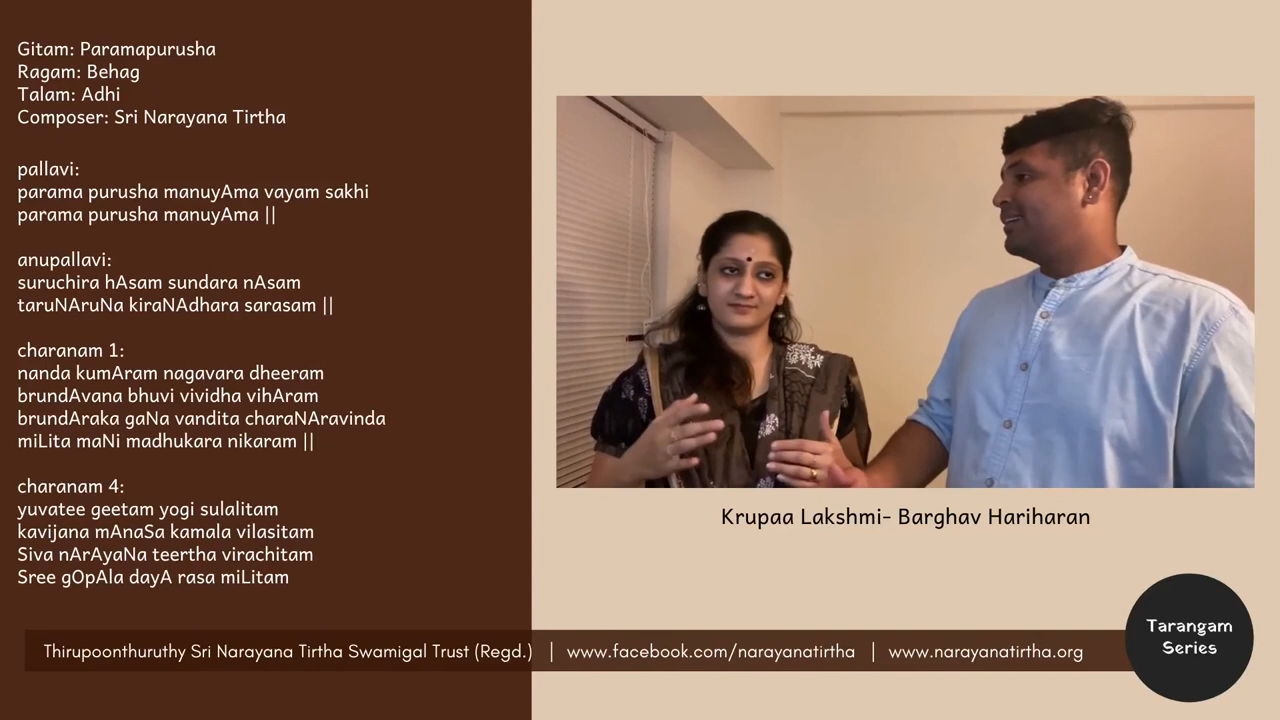 Gitam: Paramapurusha
Ragam: Behag
Talam: Adhi
Composer: Sri Narayana Tirtha
pallavi:
parama purusha manuyAma vayam sakhi
parama purusha manuyAma ||
anupallavi:
suruchira hAsam sundara nAsam
taruNAruNa kiraNAdhara sarasam ||
charanam 1:
nanda kumAram nagavara dheeram
brundAvana bhuvi vividha vihAram
brundAraka gaNa vandita charaNAravinda
miLita maNi madhukara nikaram ||
charanam 4:
yuvatee geetam yogi sulalitam
kavijana mAnaSa kamala vilasitam
Siva nArAyaNa teertha virachitam
Sree gOpAla dayA rasa miLitam
Krupaa Lakshmi- Barghav Hariharan
Thirupoonthuruthy Sri Narayana Tirtha Swamigal Trust (Regd.) | www.facebook.com/narayanatirtha | www.narayanatirtha.org
Tarangam
Series